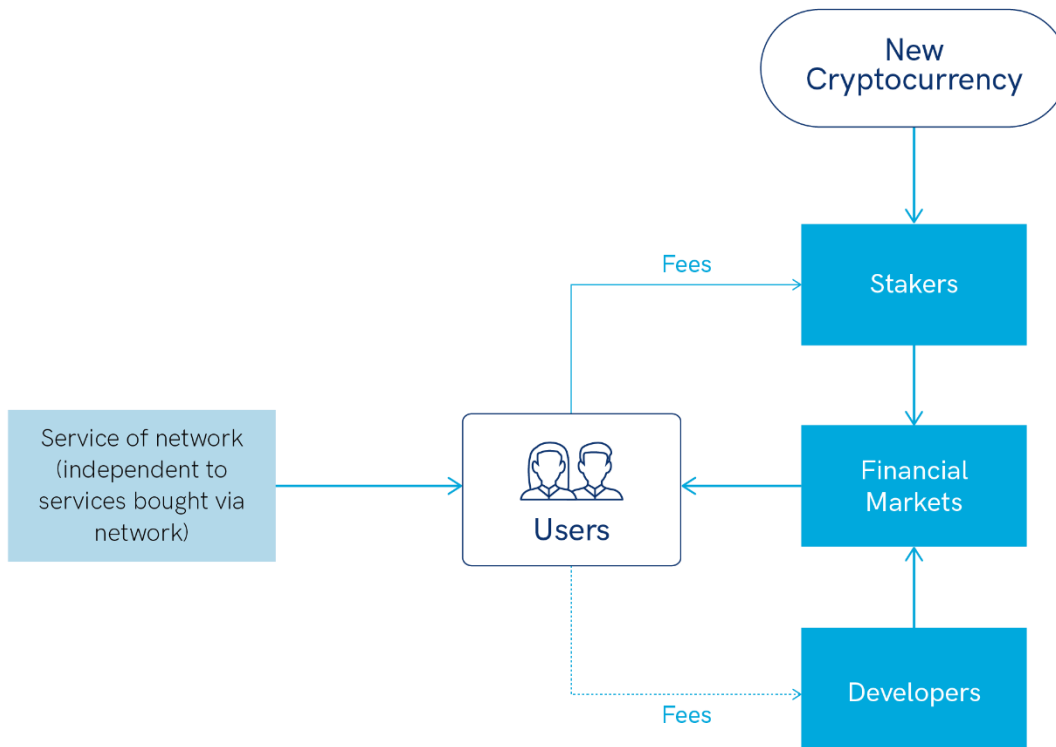 New
Cryptocurrency
Fees
Stakers
Service of network
(independent to
services bought via
network)
Users
Financial
Markets
Fees
Developers